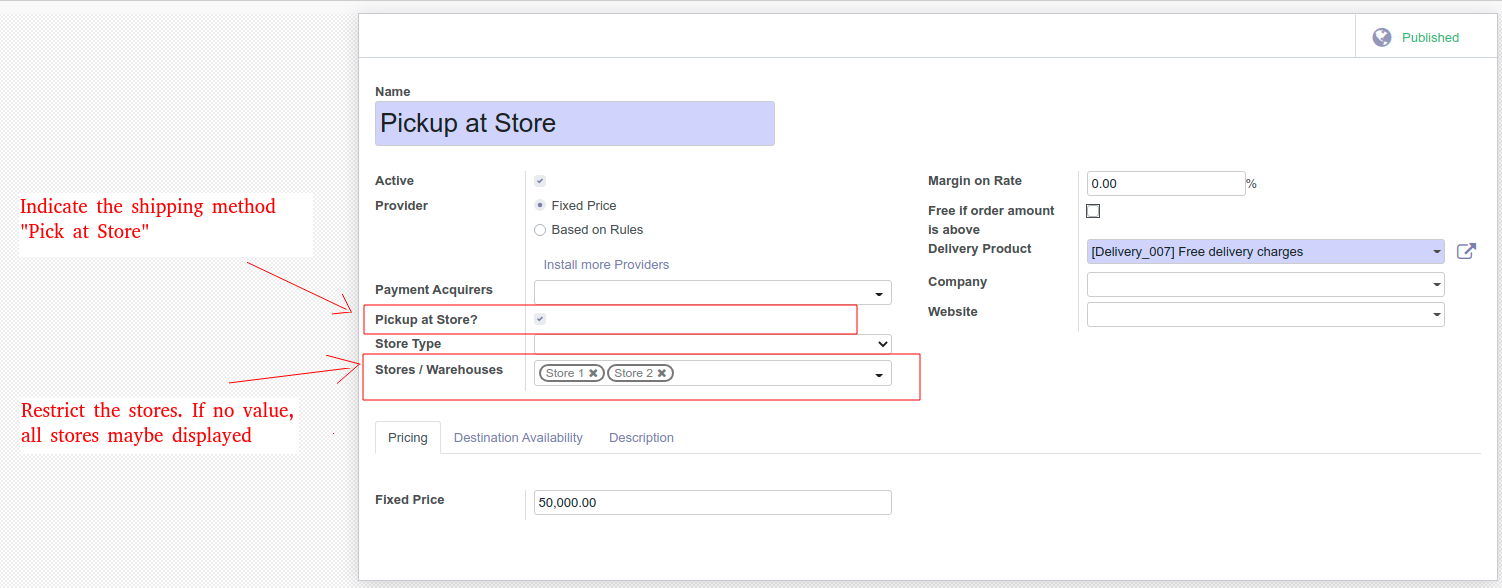 Published
Name
Pickup at Store
Active
Provider
Fixed Price
Based on Rules
Install more Providers
Payment Acquirers
Pickup at Store?
Store Type
Stores / Warehouses
Store 1 ✖ Store 2 ✖
Margin on Rate
0.00 %
Free if order amount
is above
Delivery Product
[Delivery_007] Free delivery charges
Company
Website
Indicate the shipping method
"Pick at Store"
Restrict the stores. If no value,
all stores maybe displayed
Pricing Destination Availability Description
Fixed Price
50,000.00